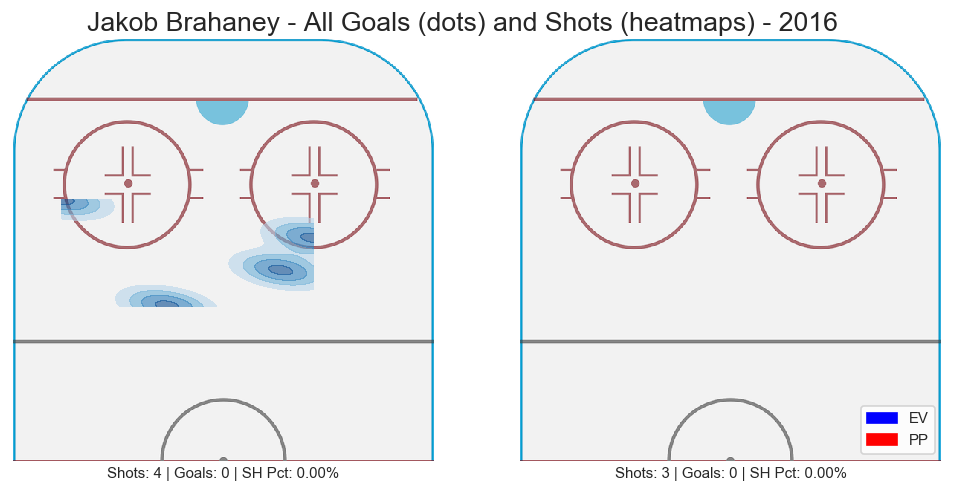 Jakob Brahaney - All Goals (dots) and Shots (heatmaps) - 2016
EV
PP
Shots: 4 | Goals: 0 | SH Pct: 0.00%
Shots: 3 | Goals: 0 | SH Pct: 0.00%